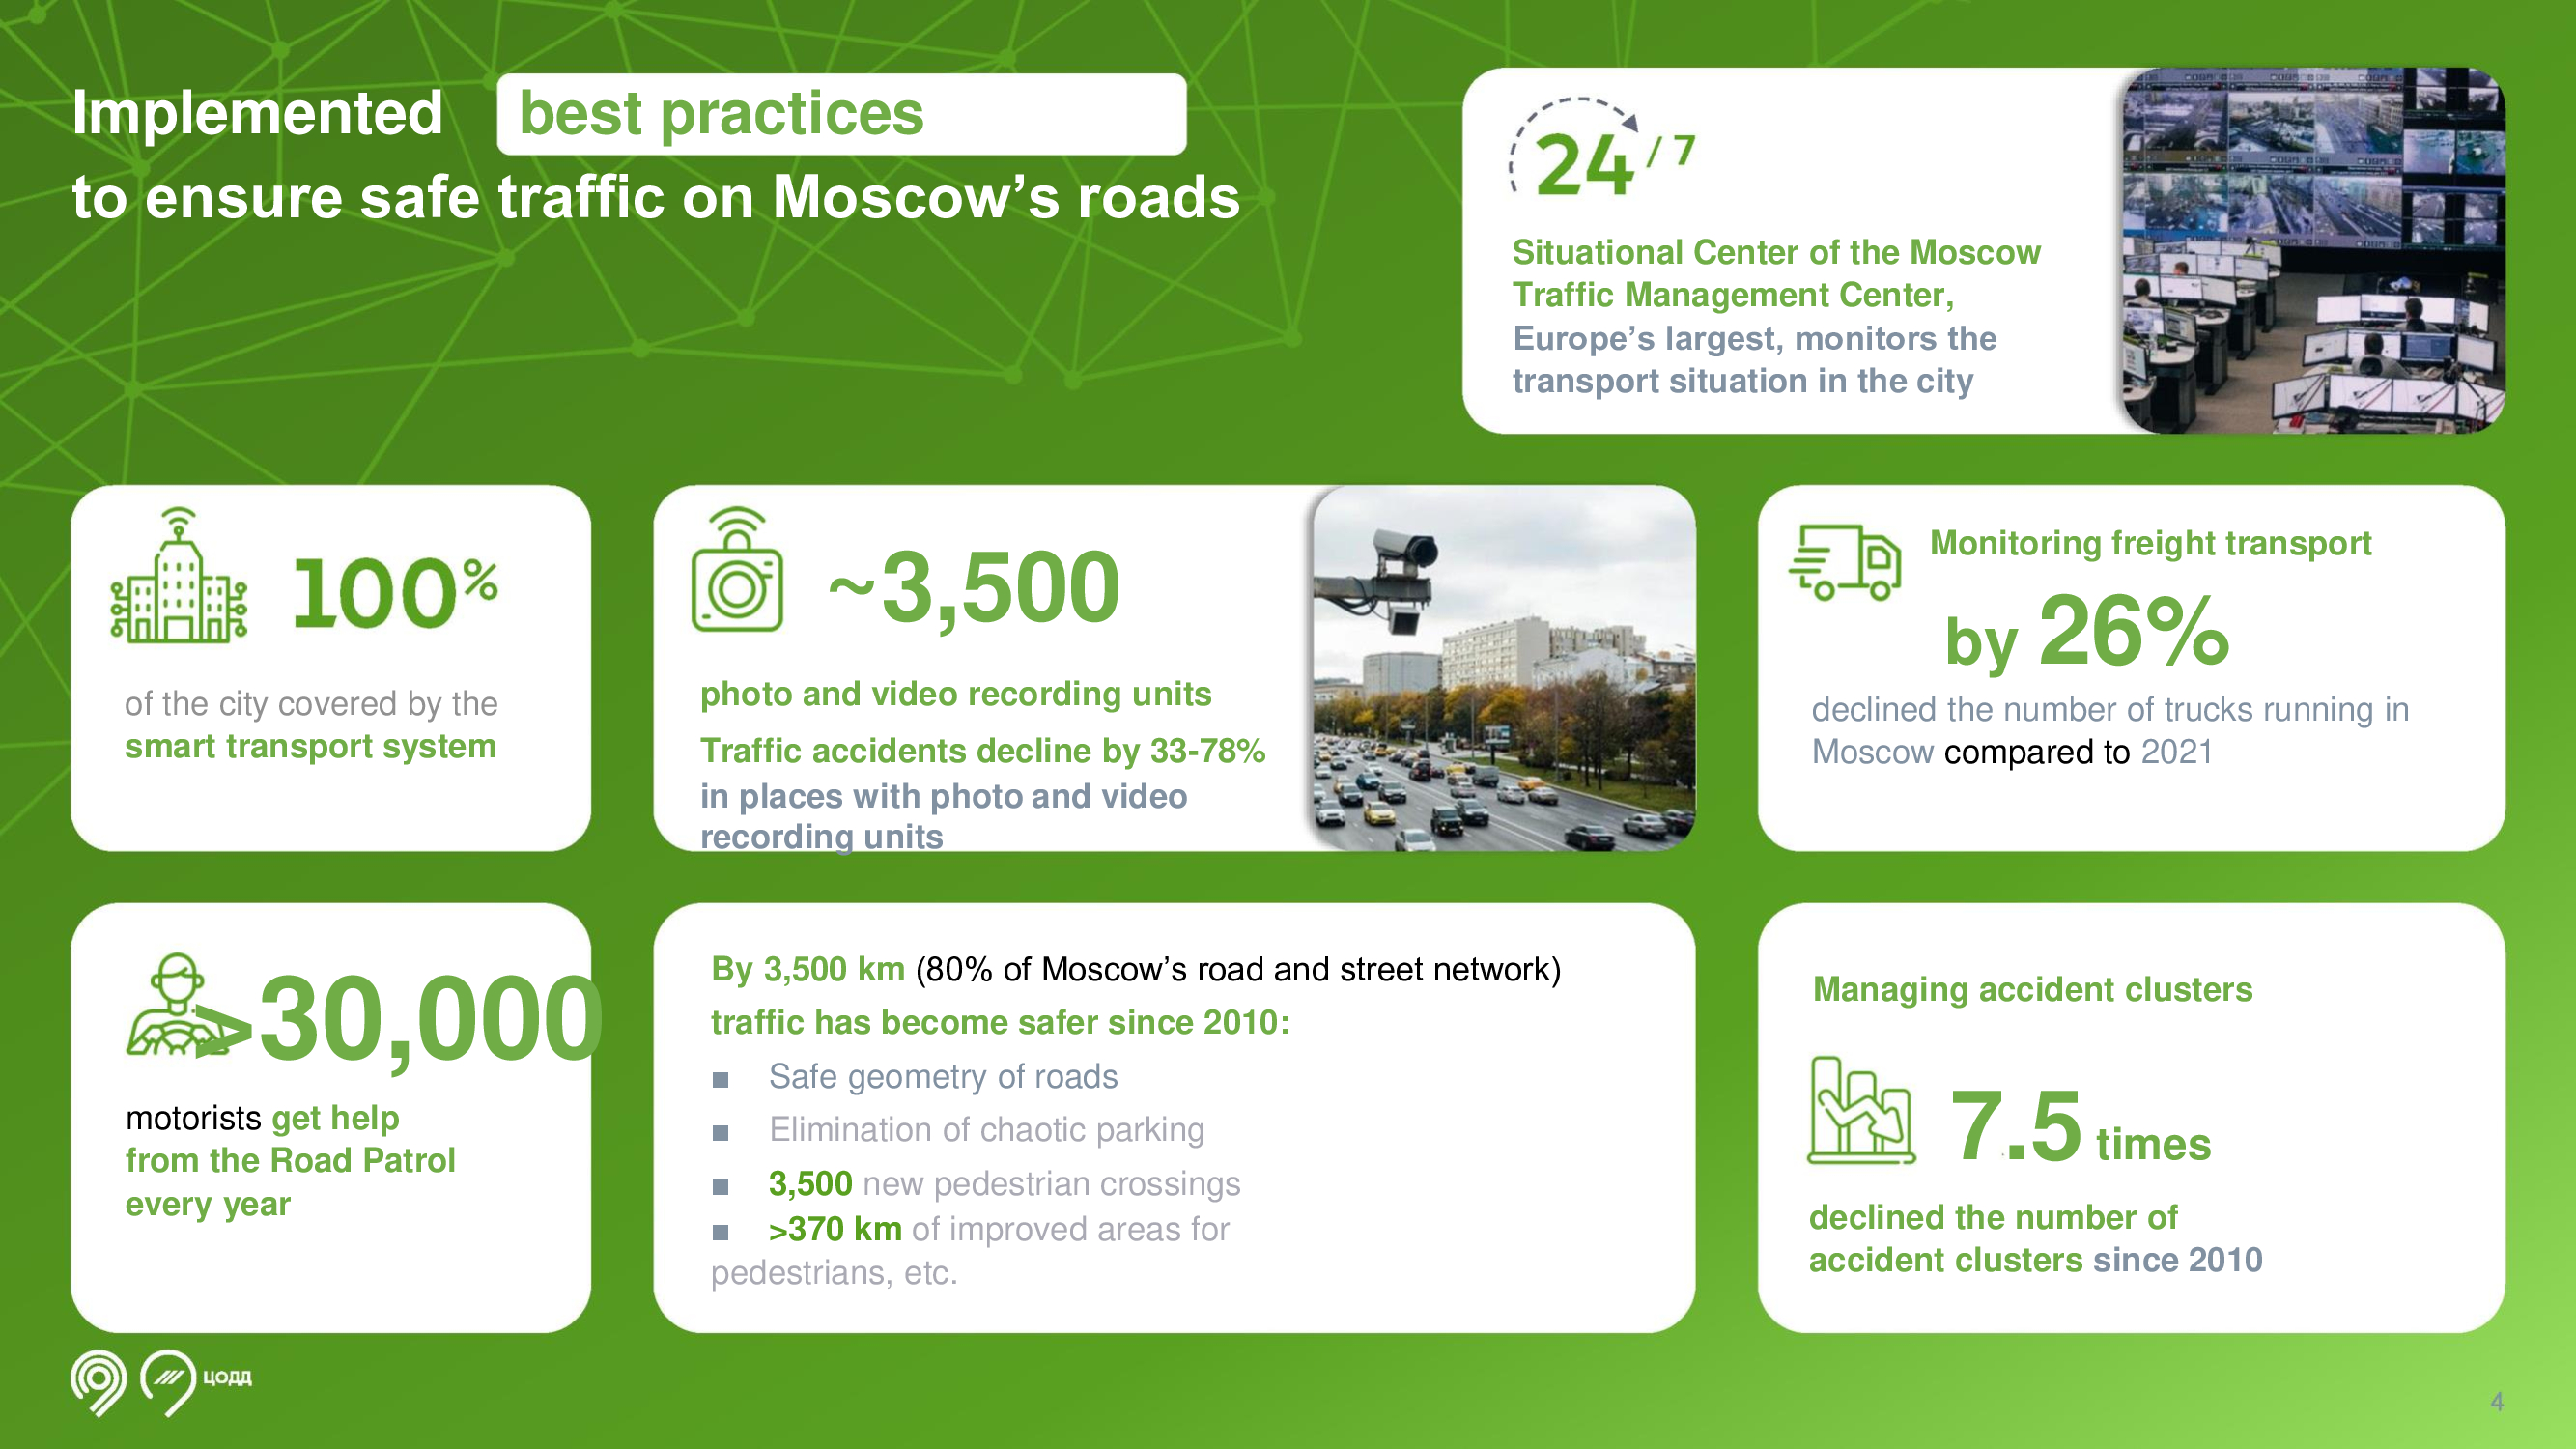 Implemented best practices
to ensure safe traffic on Moscow’s roads
24/7
Situational Center of the Moscow
Traffic Management Center,
Europe’s largest, monitors the
transport situation in the city
100%
of the city covered by the
smart transport system
~3,500
photo and video recording units
Traffic accidents decline by 33-78%
in places with photo and video
recording units
Monitoring freight transport
by 26%
declined the number of trucks running in
Moscow compared to 2021
>30,000
motorists get help
from the Road Patrol
every year
By 3,500 km (80% of Moscow’s road and street network)
traffic has become safer since 2010:
■ Safe geometry of roads
■ Elimination of chaotic parking
■ 3,500 new pedestrian crossings
■ >370 km of improved areas for
pedestrians, etc.
Managing accident clusters
7.5 times
declined the number of
accident clusters since 2010
ЦОДД
4